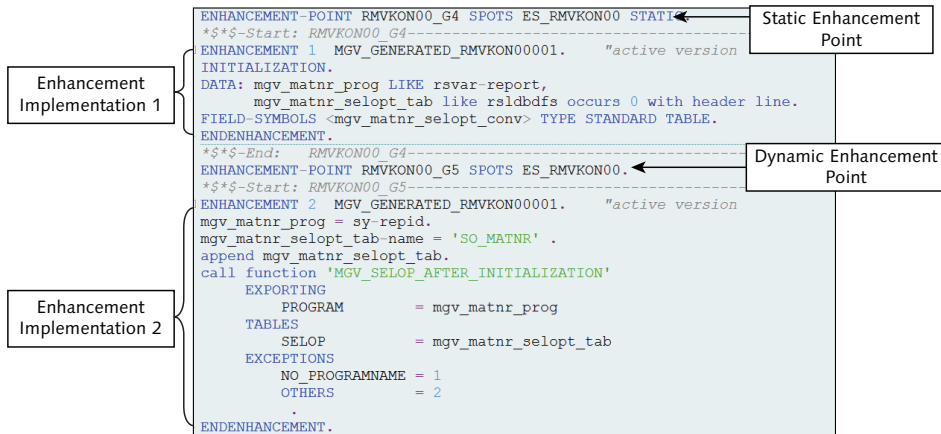 ENHANCEMENT-POINT RMVKON00_G4 SPOTS ES_RMVKON00 STATIC.
*$*$-Start: RMVKON00_G4
ENHANCEMENT 1 MGV_GENERATED_RMVKON00001. "active version
INITIALIZATION.
DATA: mgv_matnr_prog LIKE rsvar-report,
mgv_matnr_selopt_tab like rsldbdfs occurs 0 with header line.
FIELD-SYMBOLS <mgv_matnr_selopt_conv> TYPE STANDARD TABLE.
ENDENHANCEMENT.
*$*$-End: RMVKON00_G4
ENHANCEMENT-POINT RMVKON00_G5 SPOTS ES_RMVKON00.
*$*$-Start: RMVKON00_G5
ENHANCEMENT 2 MGV_GENERATED_RMVKON00001. "active version
mgv_matnr_prog = sy-repid.
mgv_matnr_selopt_tab-name = 'SO_MATNR' .
append mgv_matnr_selopt_tab.
call function 'MGV_SELOP_AFTER_INITIALIZATION'
EXPORTING
PROGRAM = mgv_matnr_prog
TABLES
SELOP = mgv_matnr_selopt_tab
EXCEPTIONS
NO_PROGRAMNAME = 1
OTHERS = 2
.
ENDENHANCEMENT.
Static Enhancement
Point
Enhancement
Implementation 1
Dynamic Enhancement
Point
Enhancement
Implementation 2